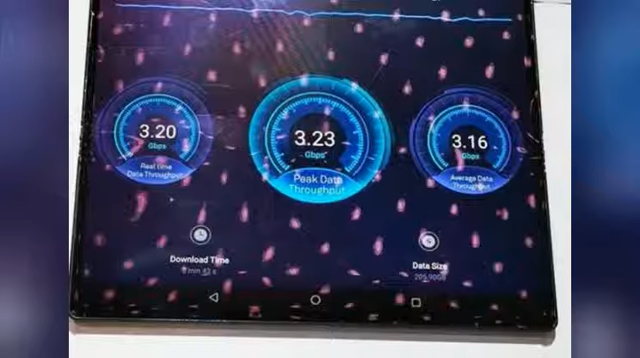 3.20
Gbps
Real time
Data Throughput
3.23
Gbps
Peak Data
Throughput
3.16
Gbps
Average Data
Throughput
Download Time
Data Size